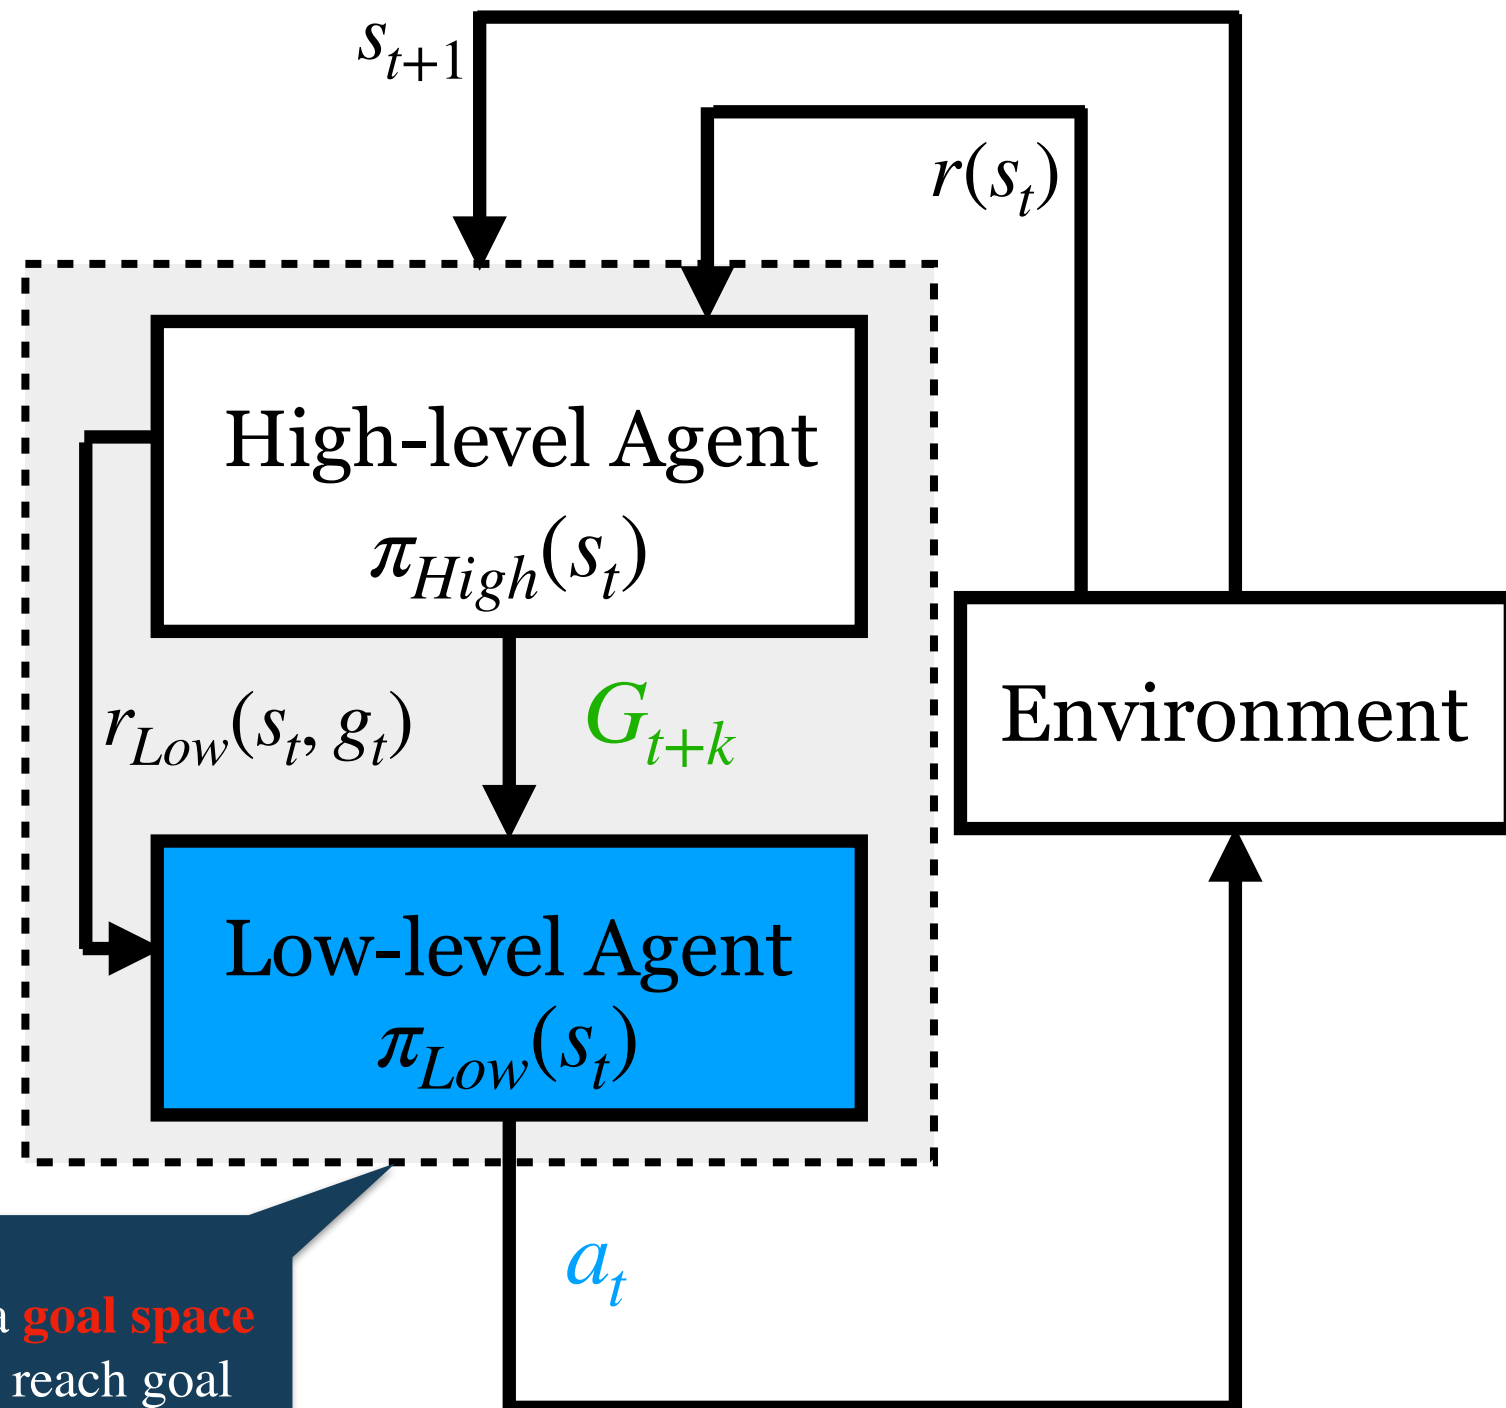 s_{t+1}
r(s_t)
High-level Agent
π_{High}(s_t)
r_{Low}(s_t, g_t)
G_{t+k}
Environment
Low-level Agent
π_{Low}(s_t)
a_t
a goal space
reach goal